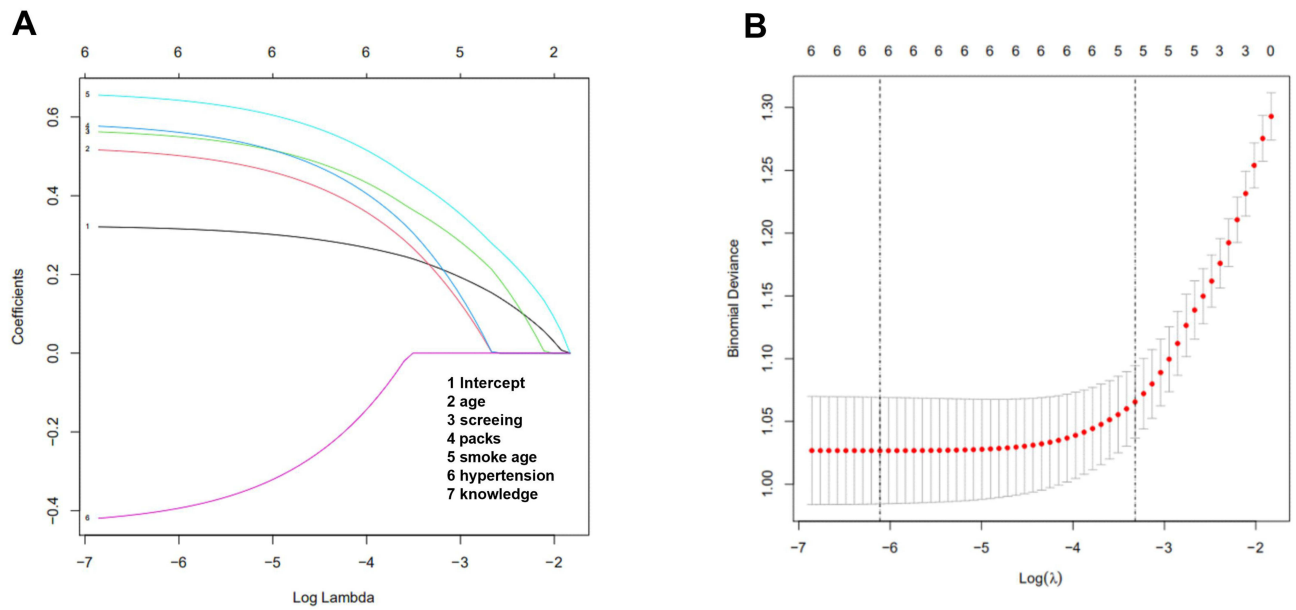 A
6 6 6 6 5 2
0.6
0.4
0.2
0.0
−0.2
−0.4
Coefficients
5
4
3
2
1
6
1 Intercept
2 age
3 screeing
4 packs
5 smoke age
6 hypertension
7 knowledge
−7 −6 −5 −4 −3 −2
Log Lambda
B
6 6 6 6 6 6 6 6 6 6 6 6 5 5 5 5 3 3 0
1.30
1.25
1.20
1.15
1.10
1.05
1.00
Binomial Deviance
−7 −6 −5 −4 −3 −2
Log(λ)